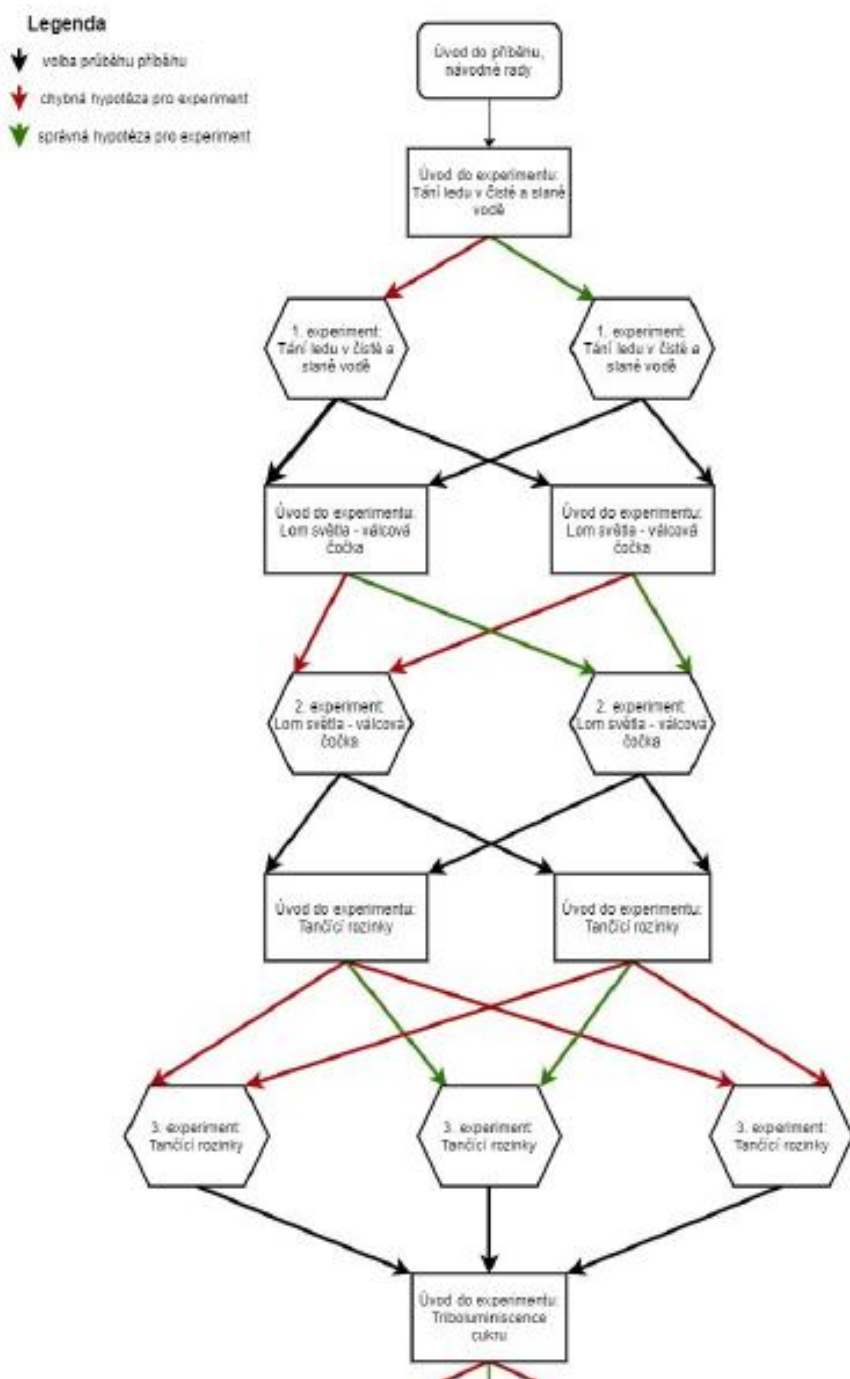 Legenda
volba průběhu příběhu
chybná hypotéza pro experiment
správná hypotéza pro experiment
Úvod do příběhu,
návodné rady
Úvod do experimentu:
Tání ledu v čisté a slané
vodě
1. experiment:
Tání ledu v čisté a
slané vodě
1. experiment:
Tání ledu v čisté a
slané vodě
Úvod do experimentu:
Lom světla - válcová
čočka
Úvod do experimentu:
Lom světla - válcová
čočka
2. experiment:
Lom světla - válcová
čočka
2. experiment:
Lom světla - válcová
čočka
Úvod do experimentu:
Tančící rozinky
Úvod do experimentu:
Tančící rozinky
3. experiment:
Tančící rozinky
3. experiment:
Tančící rozinky
3. experiment:
Tančící rozinky
Úvod do experimentu:
Triboluminiscence
cukru